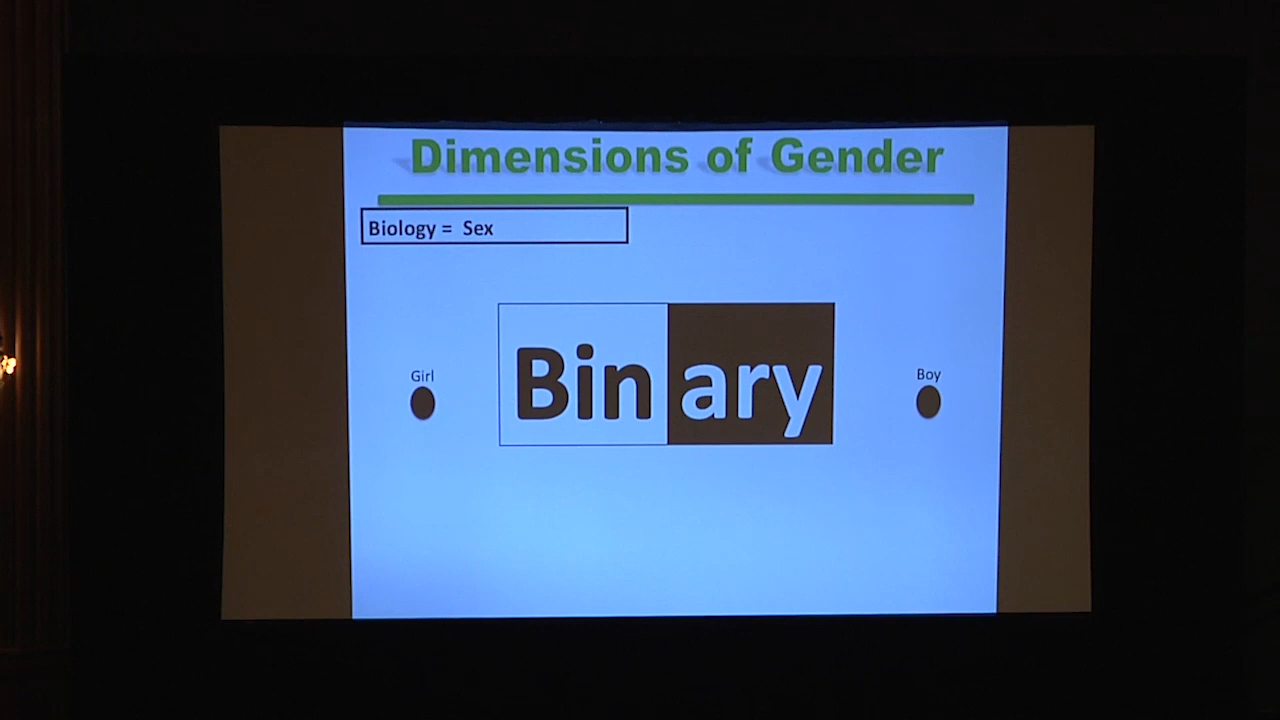 Dimensions of Gender
Biology = Sex
Girl
Binary
Boy